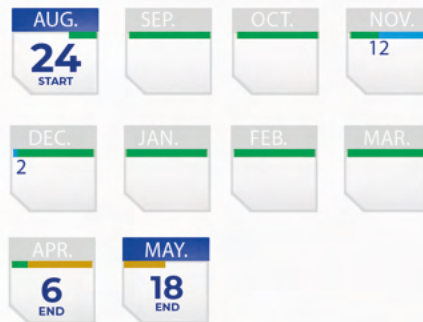 AUG.
24
START
SEP.
OCT.
NOV.
12
DEC.
2
JAN.
FEB.
MAR.
APR.
6
END
MAY.
18
END